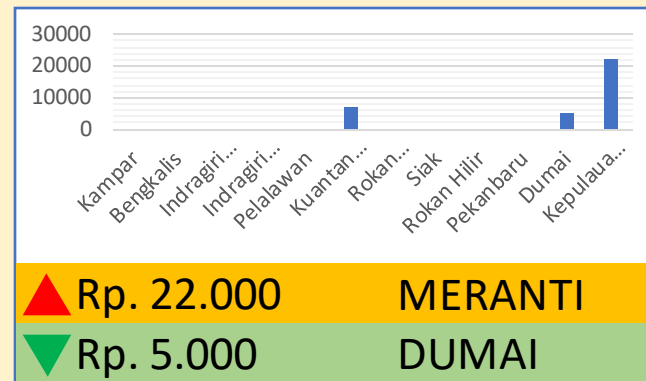 30000
20000
10000
0
Kampar
Bengkalis
Indragiri...
Indragiri...
Pelalawan
Kuantan...
Rokan...
Siak
Rokan Hilir
Pekanbaru
Dumai
Kepulaua...
Rp. 22.000 MERANTI
Rp. 5.000 DUMAI